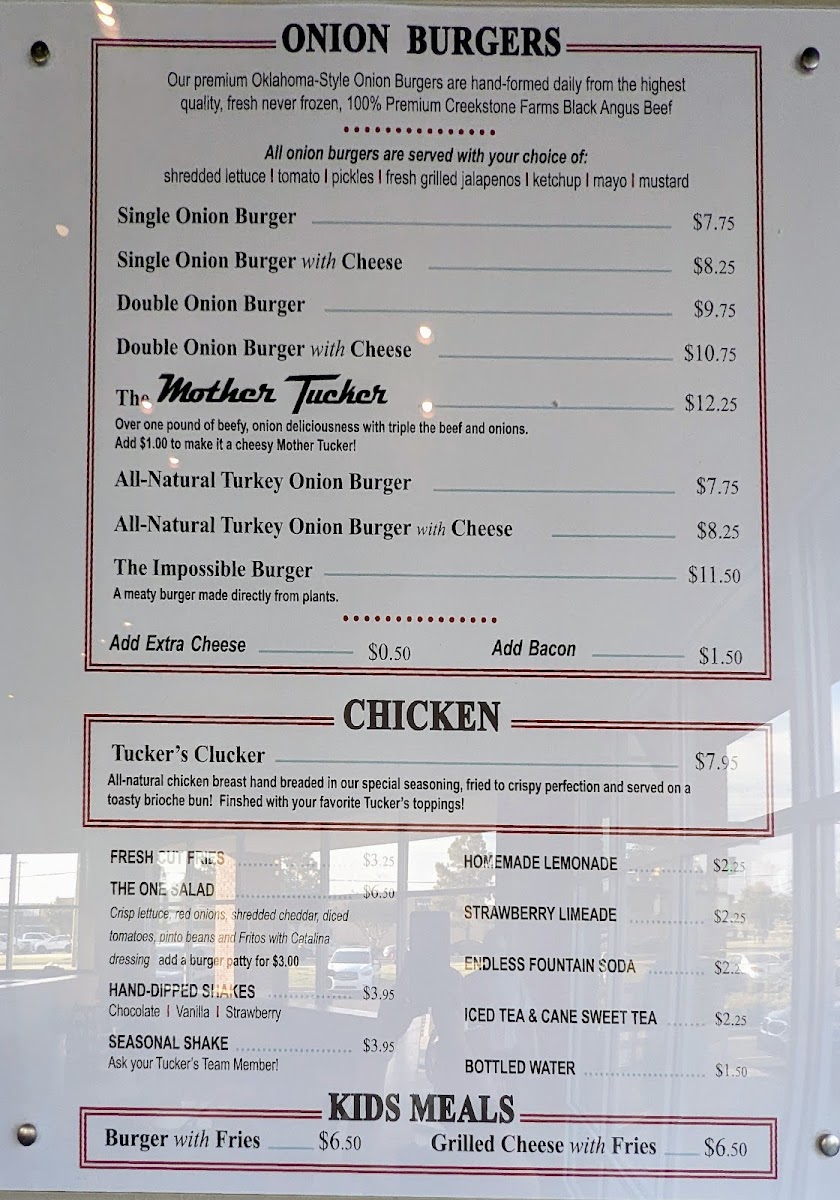 ONION BURGERS
Our premium Oklahoma-Style Onion Burgers are hand-formed daily from the highest
quality, fresh never frozen, 100% Premium Creekstone Farms Black Angus Beef
All onion burgers are served with your choice of:
shredded lettuce | tomato | pickles | fresh grilled jalapenos | ketchup | mayo | mustard
Single Onion Burger $7.75
Single Onion Burger with Cheese $8.25
Double Onion Burger $9.75
Double Onion Burger with Cheese $10.75
The Mother Tucker $12.25
Over one pound of beefy, onion deliciousness with triple the beef and onions.
Add $1.00 to make it a cheesy Mother Tucker!
All-Natural Turkey Onion Burger $7.75
All-Natural Turkey Onion Burger with Cheese $8.25
The Impossible Burger $11.50
A meaty burger made directly from plants.
Add Extra Cheese $0.50 Add Bacon $1.50
CHICKEN
Tucker's Clucker $7.95
All-natural chicken breast hand breaded in our special seasoning, fried to crispy perfection and served on a
toasty brioche bun! Finshed with your favorite Tucker's toppings!
FRESH CUT FRIES $3.25
THE ONE SALAD $6.50
Crisp lettuce, red onions, shredded cheddar, diced
tomatoes, pinto beans and Fritos with Catalina
dressing add a burger patty for $3.00
HAND-DIPPED SHAKES $3.95
Chocolate | Vanilla | Strawberry
SEASONAL SHAKE $3.95
Ask your Tucker's Team Member!
HOMEMADE LEMONADE $2.25
STRAWBERRY LIMEADE $2.25
ENDLESS FOUNTAIN SODA
ICED TEA & CANE SWEET TEA $2.25
BOTTLED WATER $1.50
KIDS MEALS
Burger with Fries $6.50 Grilled Cheese with Fries $6.50